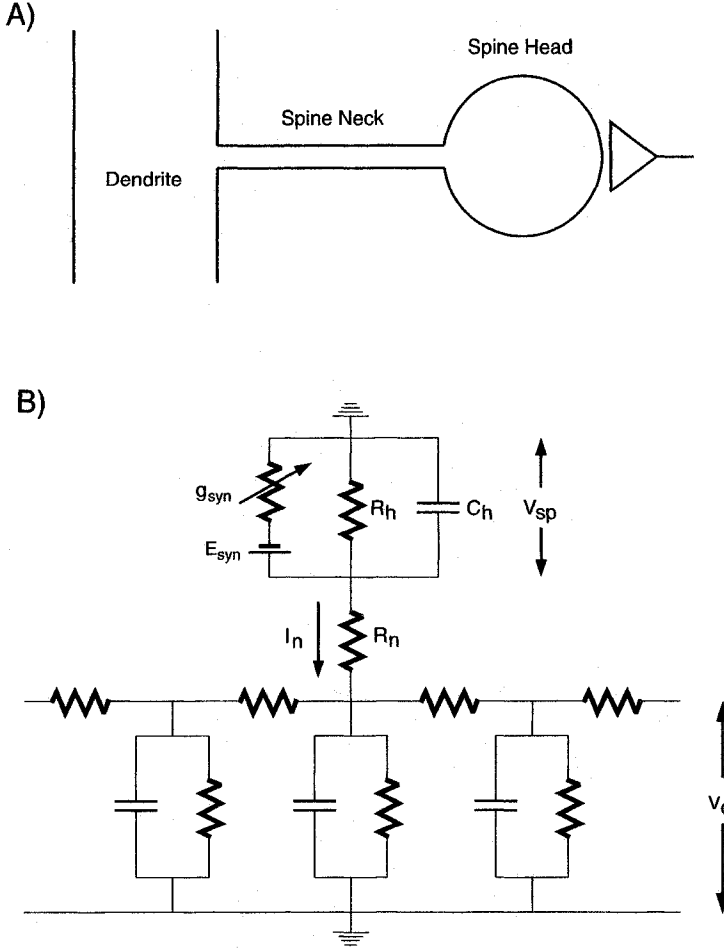 A)
Spine Head
Spine Neck
Dendrite
B)
gsyn
Rh
Ch
Vsp
Esyn
In
Rn